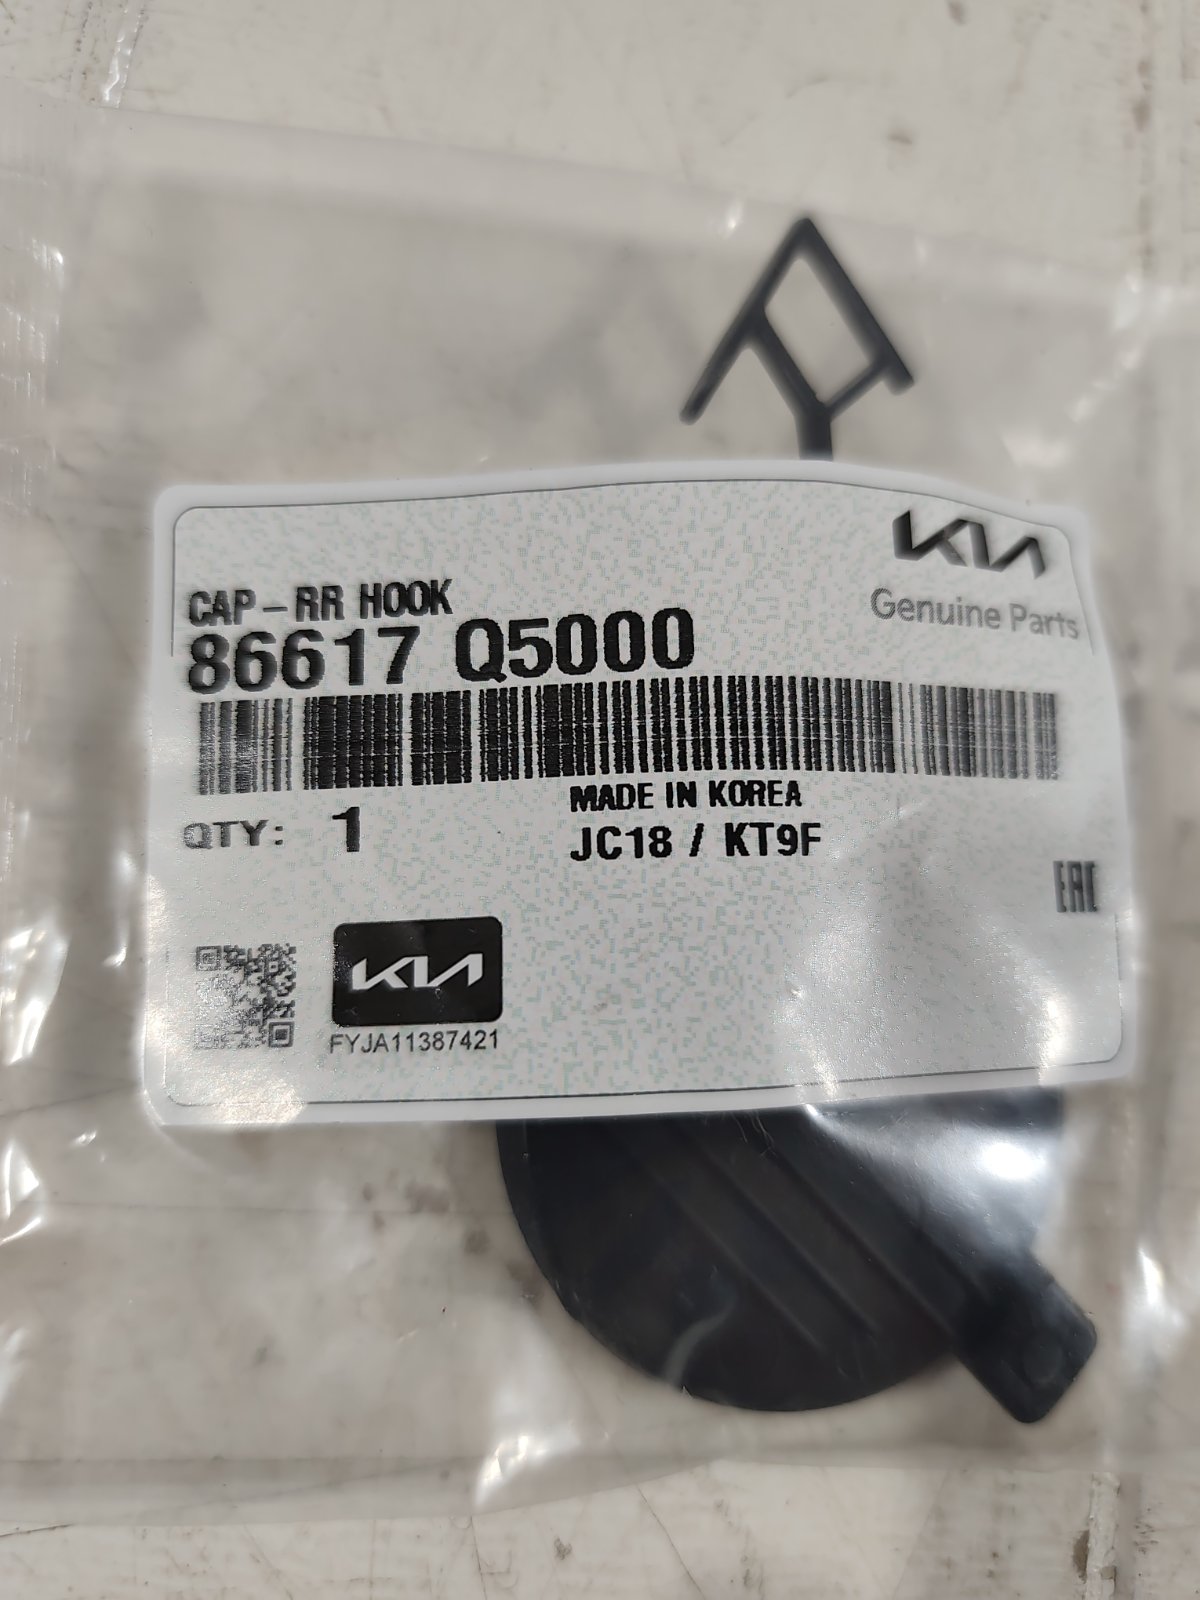 KIA
Genuine Parts
CAP-RR HOOK
86617 Q5000
MADE IN KOREA
QTY: 1
JC18 / KT9F
EAC
KIA
FYJA11387421